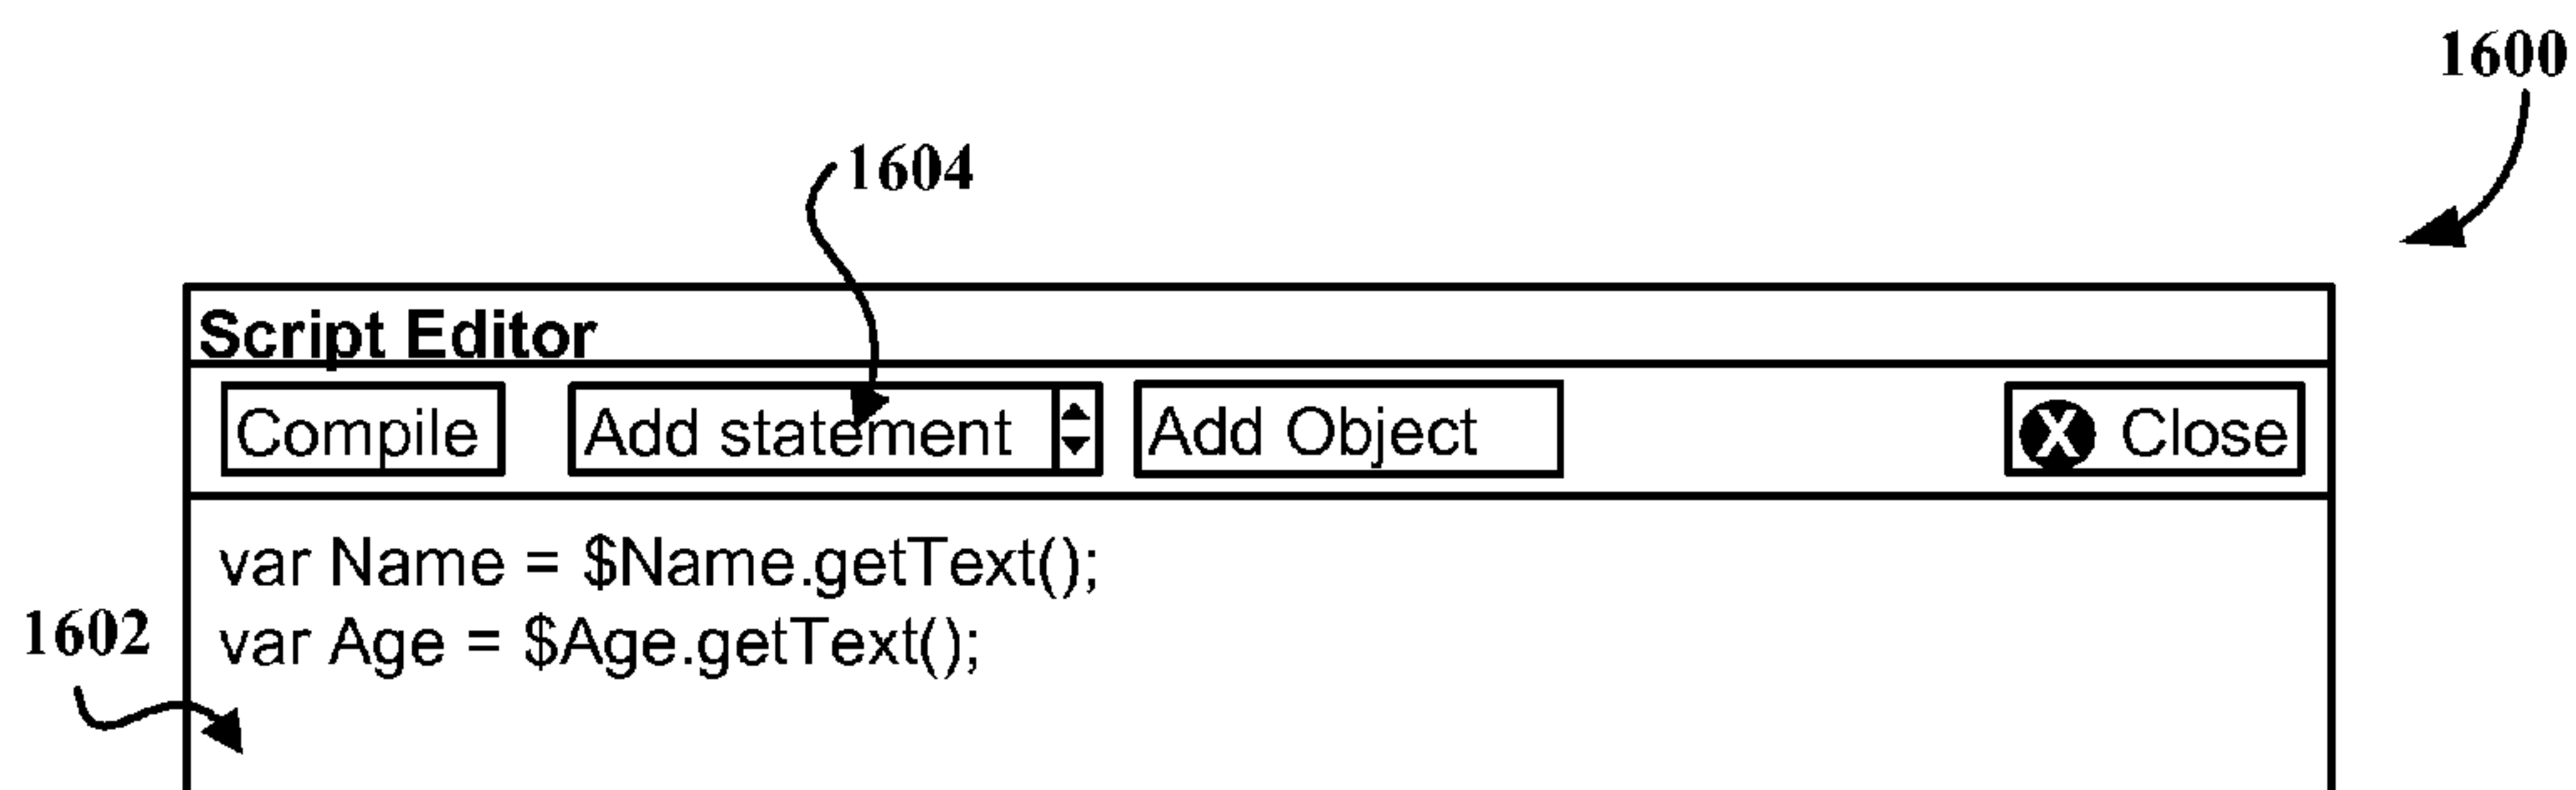 1600
1604
Script Editor
Compile Add statement Add Object X Close
var Name = $Name.getText();
var Age = $Age.getText();
1602